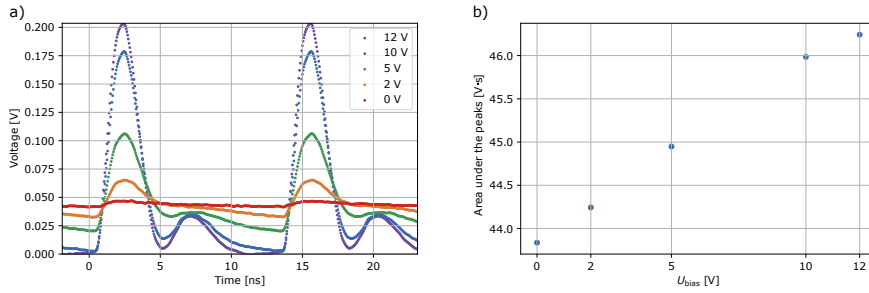 a)
0.200
0.175
0.150
0.125
0.100
0.075
0.050
0.025
0.000
Voltage [V]
0
5
10
15
20
Time [ns]
12 V
10 V
5 V
2 V
0 V
b)
46.0
45.5
45.0
44.5
44.0
Area under the peaks [V·s]
0
2
5
10
12
U_bias [V]